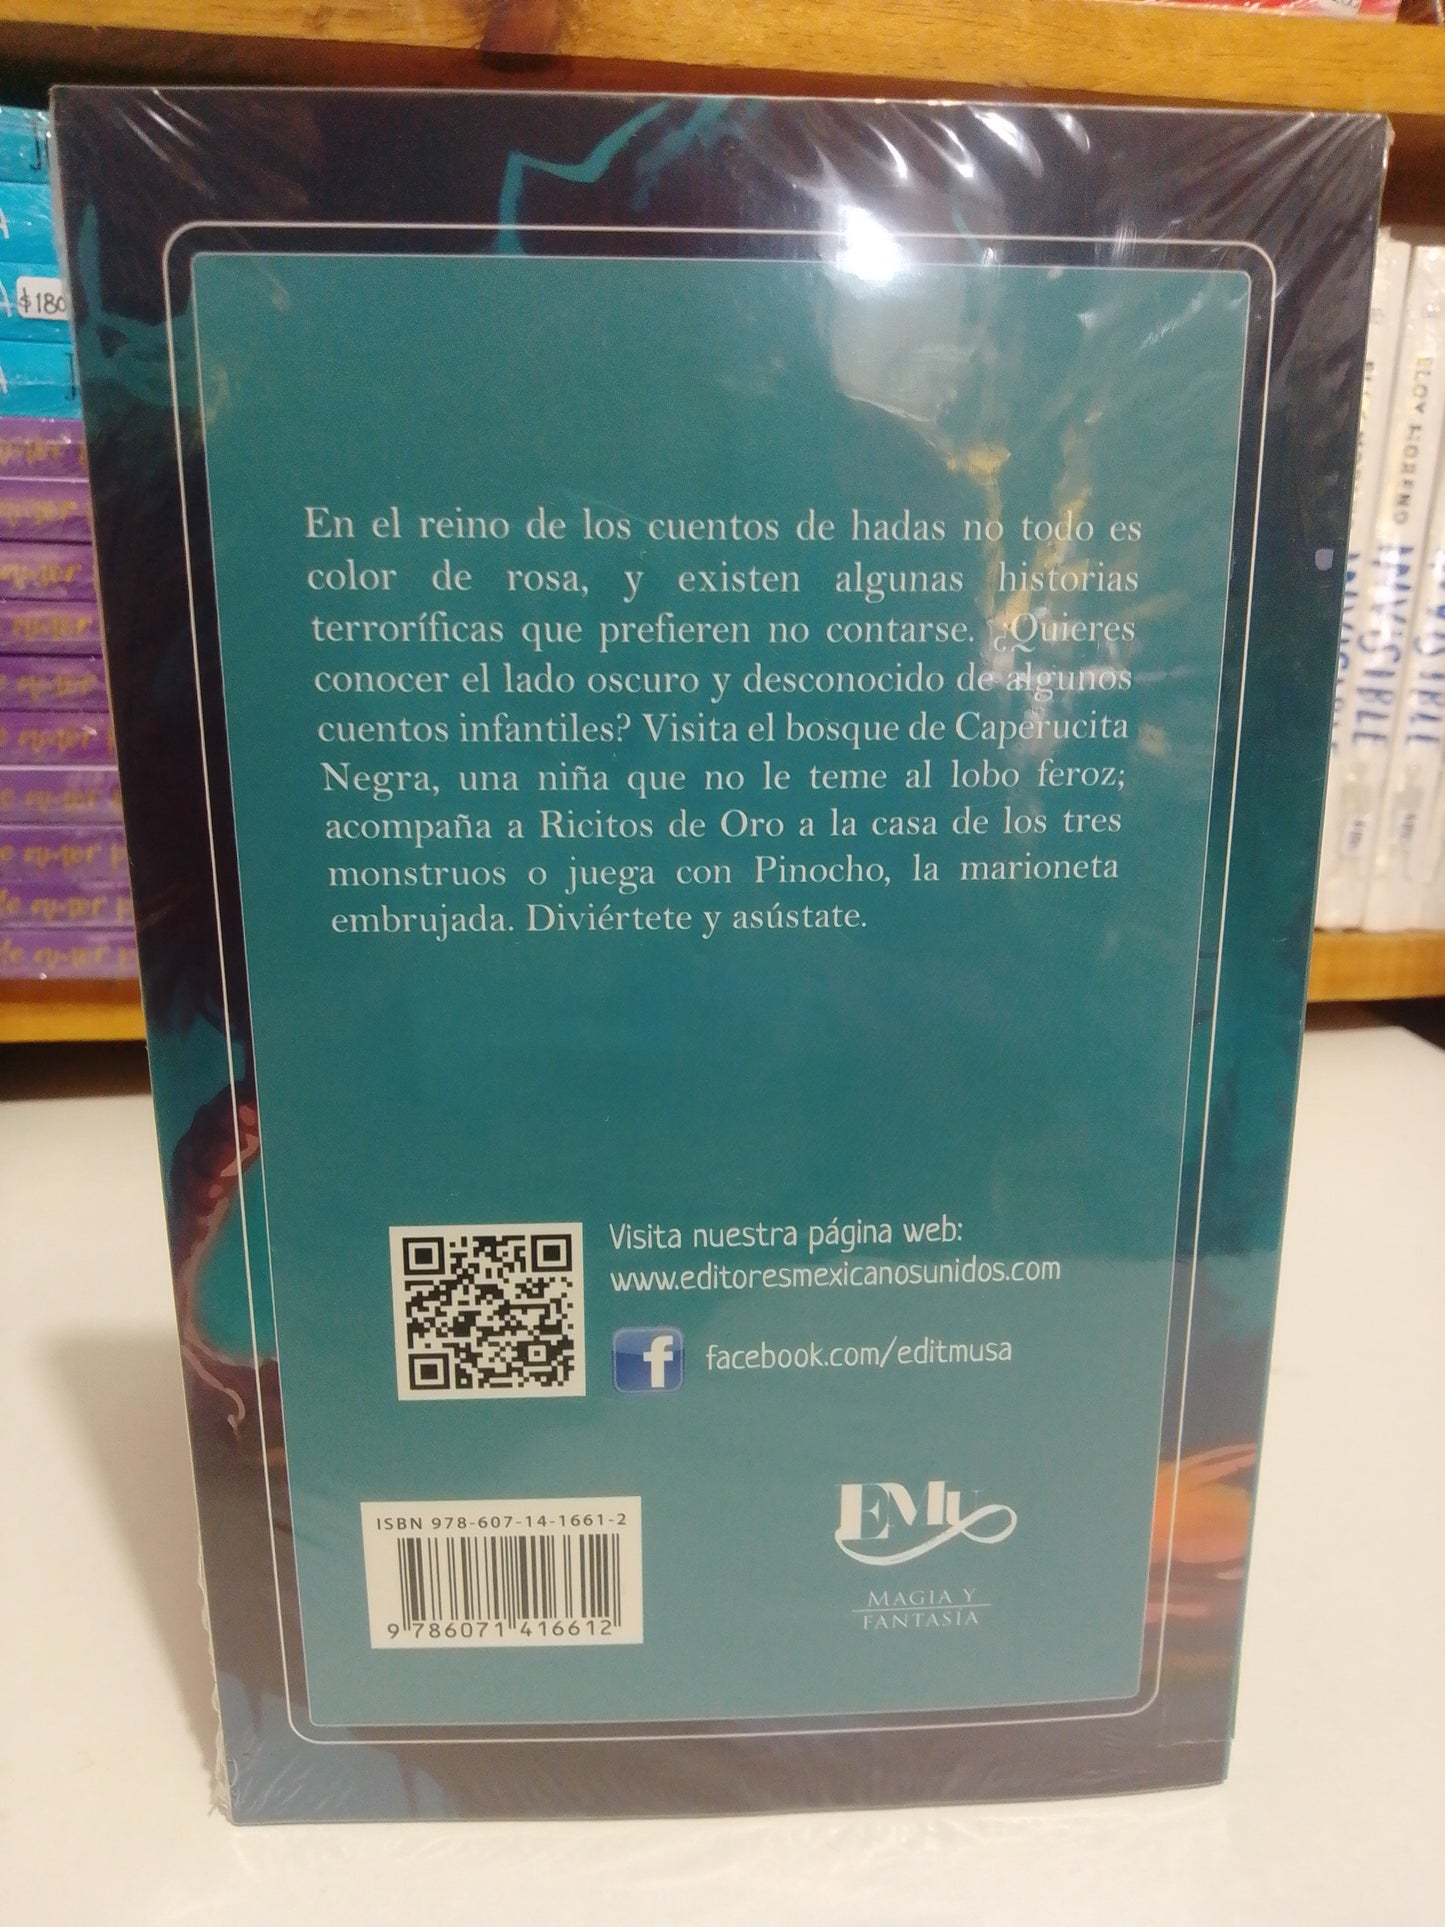 En el reino de los cuentos de hadas no todo es
color de rosa, y existen algunas historias
terroríficas que prefieren no contarse. ¿Quieres
conocer el lado oscuro y desconocido de algunos
cuentos infantiles? Visita el bosque de Caperucita
Negra, una niña que no le teme al lobo feroz;
acompaña a Ricitos de Oro a la casa de los tres
monstruos o juega con Pinocho, la marioneta
embrujada. Diviértete y asústate.
Visita nuestra página web:
www.editoresmexicanosunidos.com
f
facebook.com/editmusa
ISBN 978-607-14-1661-2
9 786071 416612
EMU
MAGIA Y
FANTASÍA
$180
ELOY MORENO
INVISIBLE